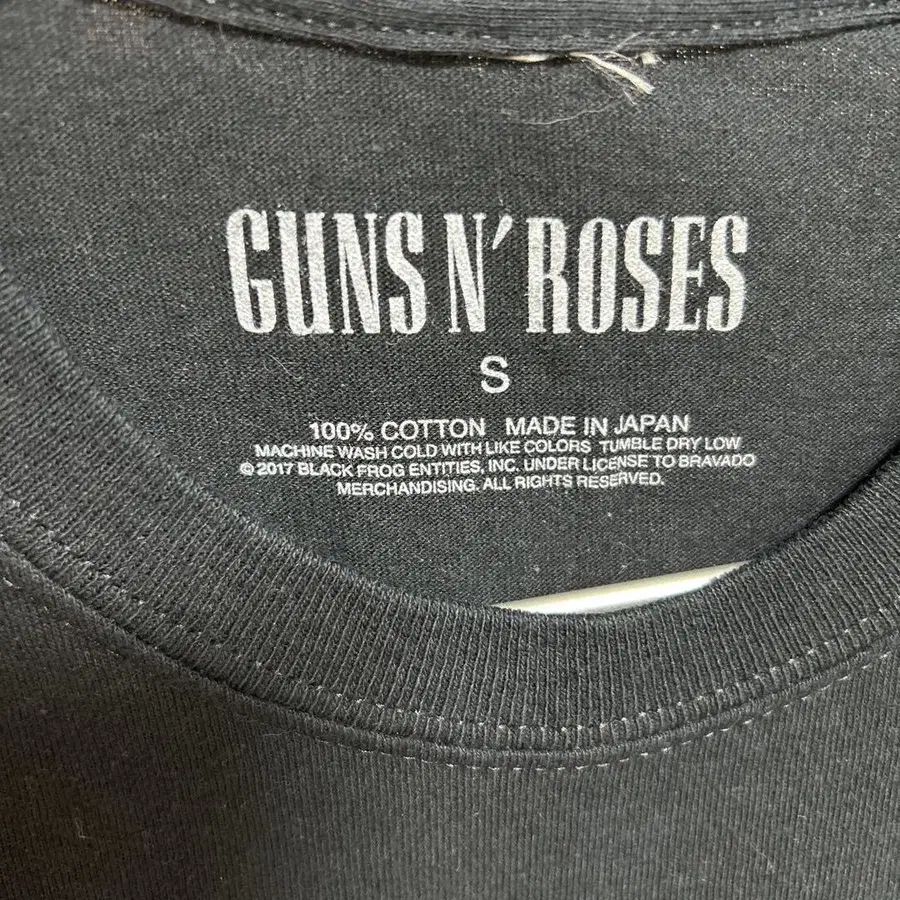 GUNS N' ROSES
S
100% COTTON MADE IN JAPAN
MACHINE WASH COLD WITH LIKE COLORS TUMBLE DRY LOW
© 2017 BLACK FROG ENTITIES, INC. UNDER LICENSE TO BRAVADO
MERCHANDISING. ALL RIGHTS RESERVED.